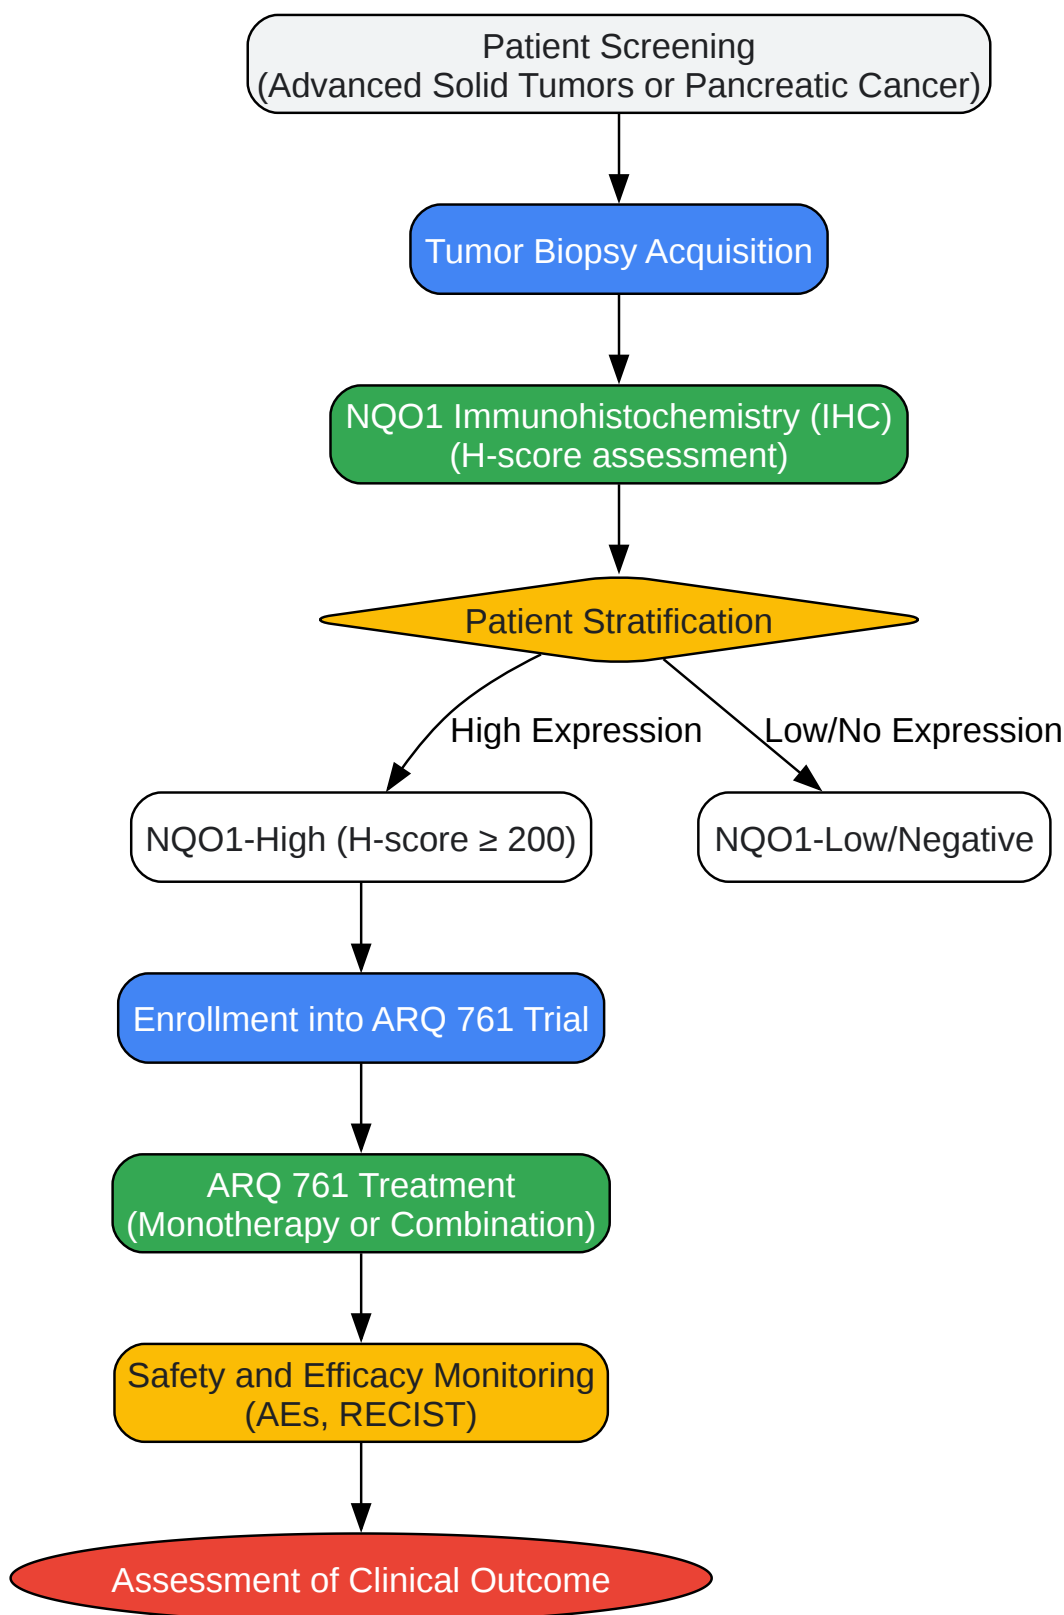 Patient Screening
(Advanced Solid Tumors or Pancreatic Cancer)
Tumor Biopsy Acquisition
NQO1 Immunohistochemistry (IHC)
(H-score assessment)
Patient Stratification
High Expression
Low/No Expression
NQO1-High (H-score ≥ 200)
NQO1-Low/Negative
Enrollment into ARQ 761 Trial
ARQ 761 Treatment
(Monotherapy or Combination)
Safety and Efficacy Monitoring
(AEs, RECIST)
Assessment of Clinical Outcome